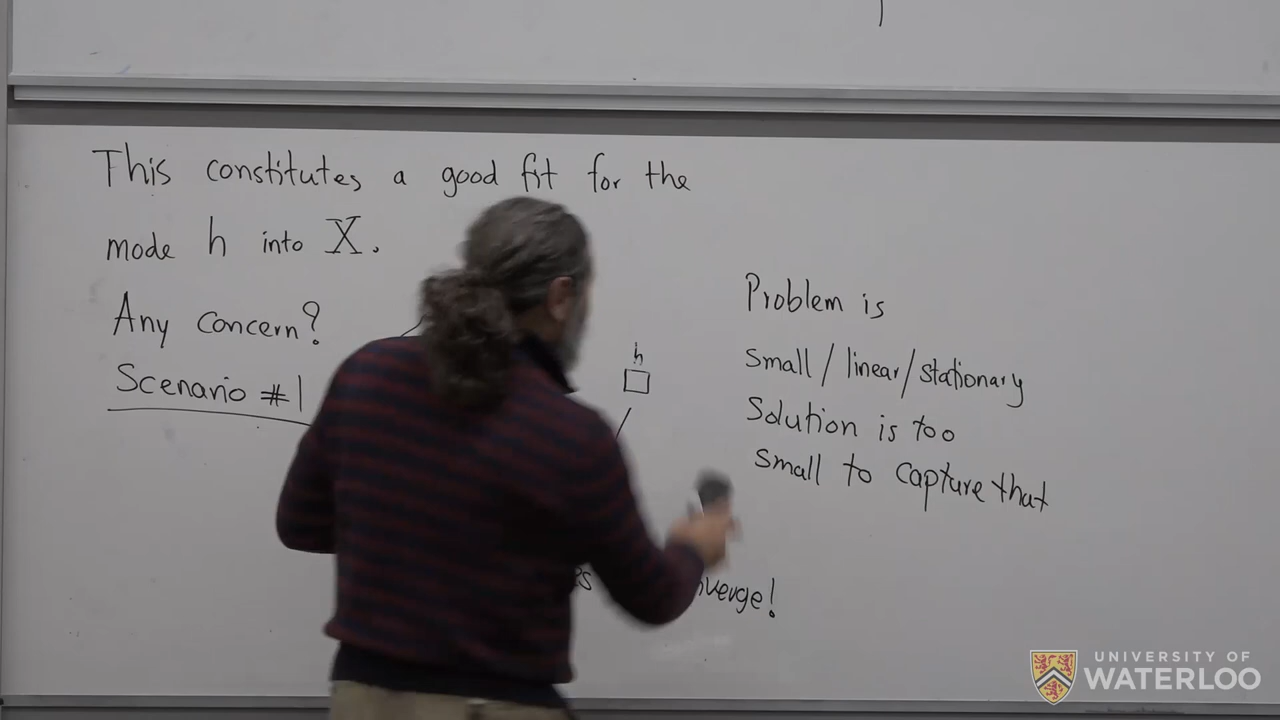 This constitutes a good fit for the
mode h into X.
Any concern?
Scenario #1
h
Problem is
Small / linear / stationary
Solution is too
Small to capture that
UNIVERSITY OF
WATERLOO